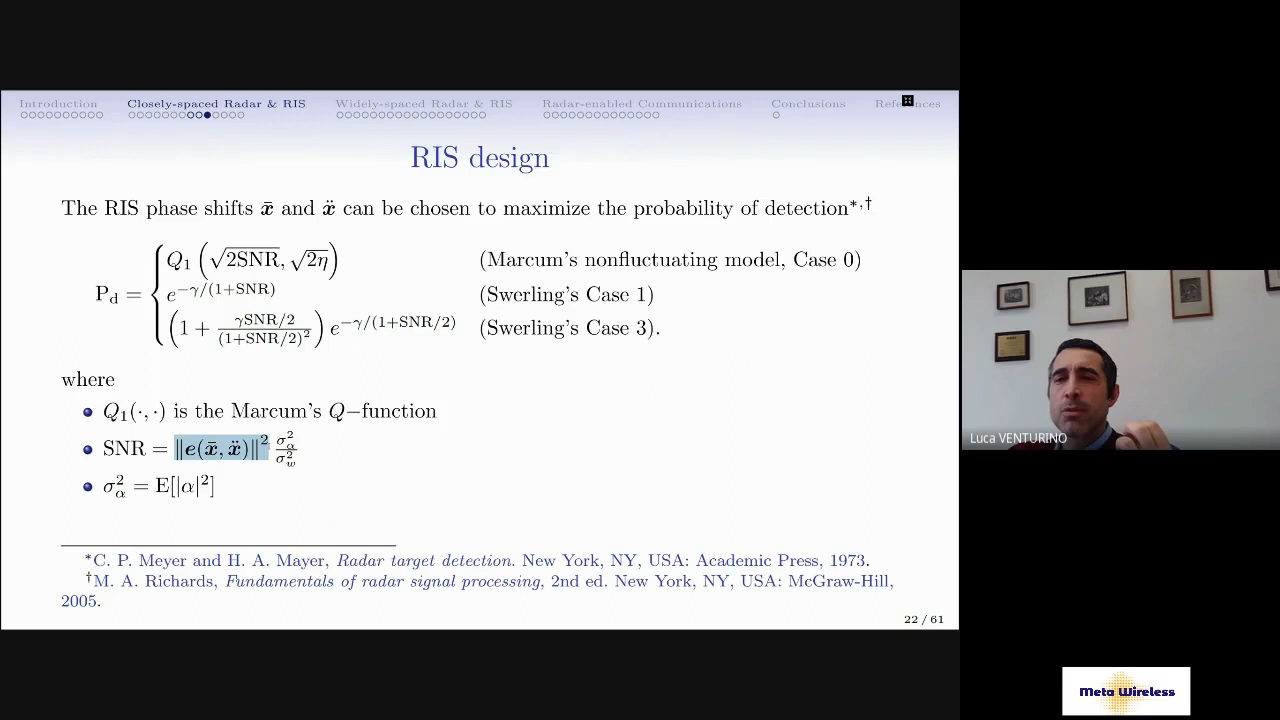 Introduction Closely-spaced Radar & RIS Widely-spaced Radar & RIS Radar-enabled Communications Conclusions
RIS design
The RIS phase shifts x̄ and ẍ can be chosen to maximize the probability of detection*,†
P_d = { Q₁(√(2SNR), √(2η)) (Marcum's nonfluctuating model, Case 0)
e^{−γ/(1+SNR)} (Swerling's Case 1)
(1 + (γSNR/2)/(1+SNR/2)²) e^{−γ/(1+SNR/2)} (Swerling's Case 3).
where
Q₁(·,·) is the Marcum's Q−function
SNR = ‖e(x̄, ẍ)‖² σ_α²/σ_w²
σ_α² = E[|α|²]
*C. P. Meyer and H. A. Mayer, Radar target detection. New York, NY, USA: Academic Press, 1973.
†M. A. Richards, Fundamentals of radar signal processing, 2nd ed. New York, NY, USA: McGraw-Hill,
2005.
22 / 61
Luca VENTURINO
Meta Wireless